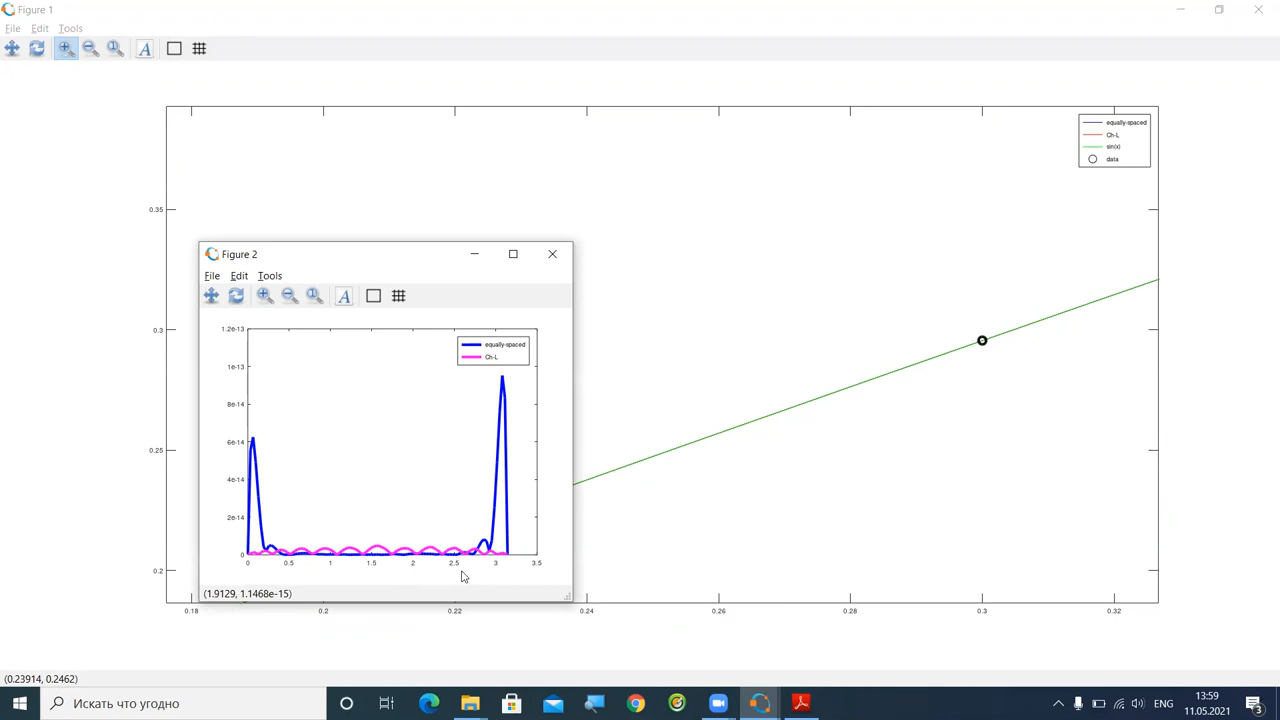 Figure 1
File Edit Tools
equally-spaced
Ch-L
sin(x)
data
0.35
0.3
0.25
0.2
0.18 0.2 0.22 0.24 0.26 0.28 0.3 0.32
Figure 2
File Edit Tools
1.2e-13
1e-13
8e-14
6e-14
4e-14
2e-14
0
equally-spaced
Ch-L
0 0.5 1 1.5 2 2.5 3 3.5
(1.9129, 1.1468e-15)
(0.23914, 0.2462)
Искать что угодно
ENG
13:59
11.05.2021
3